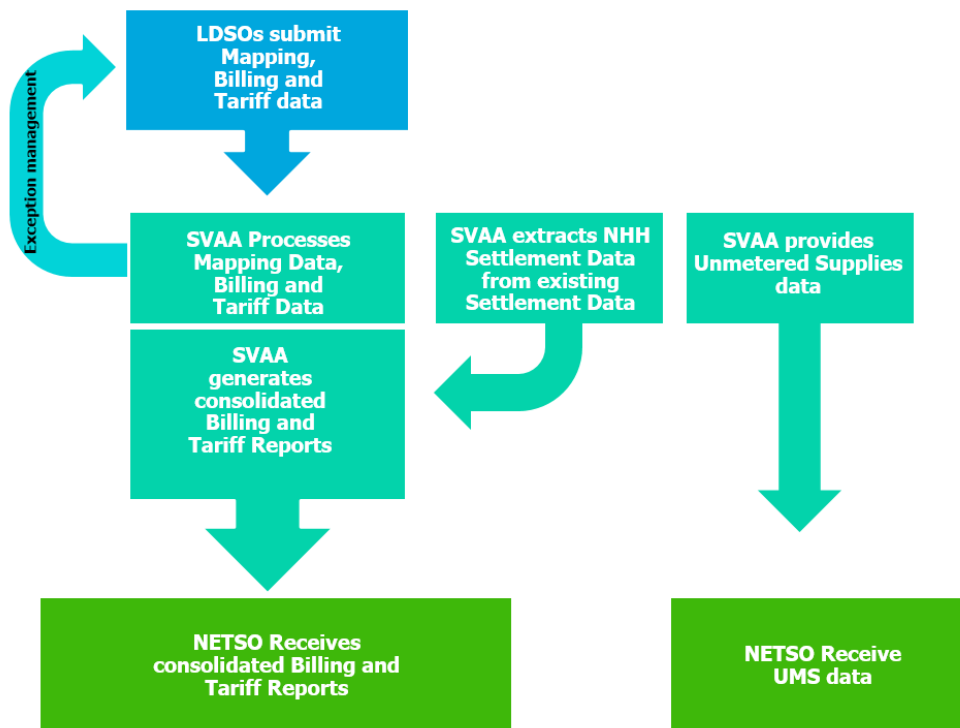 LDSOs submit
Mapping,
Billing and
Tariff data
Exception management
SVAA Processes
Mapping Data,
Billing and
Tariff Data
SVAA extracts NHH
Settlement Data
from existing
Settlement Data
SVAA provides
Unmetered Supplies
data
SVAA
generates
consolidated
Billing and
Tariff Reports
NETSO Receives
consolidated Billing and
Tariff Reports
NETSO Receive
UMS data